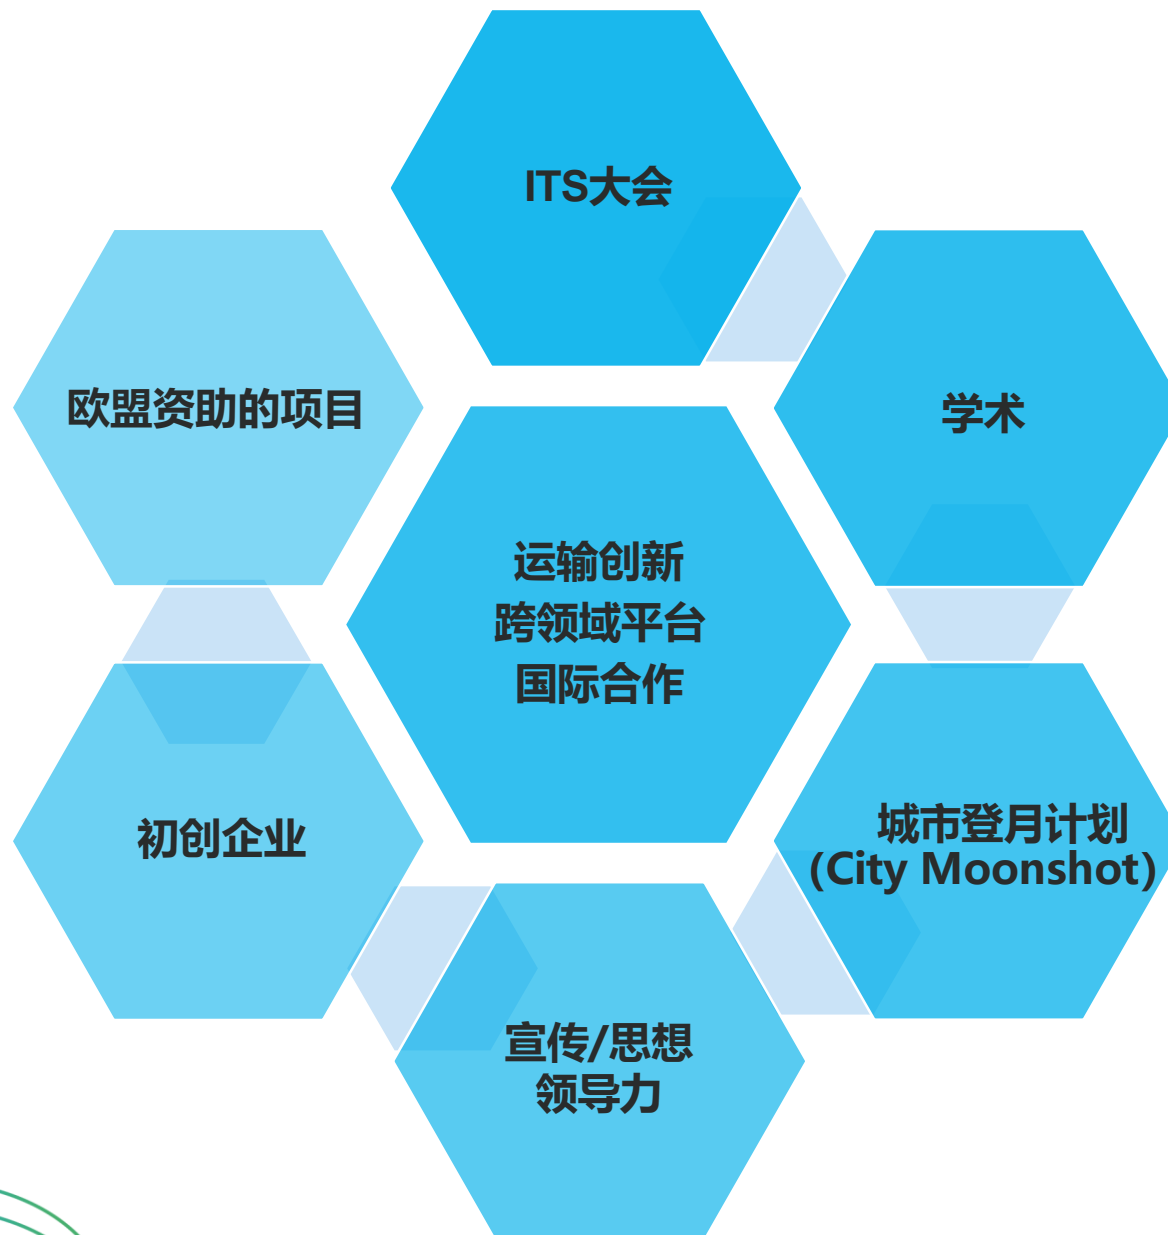 ITS大会
欧盟资助的项目
学术
运输创新
跨领域平台
国际合作
初创企业
城市登月计划
(City Moonshot)
宣传/思想
领导力